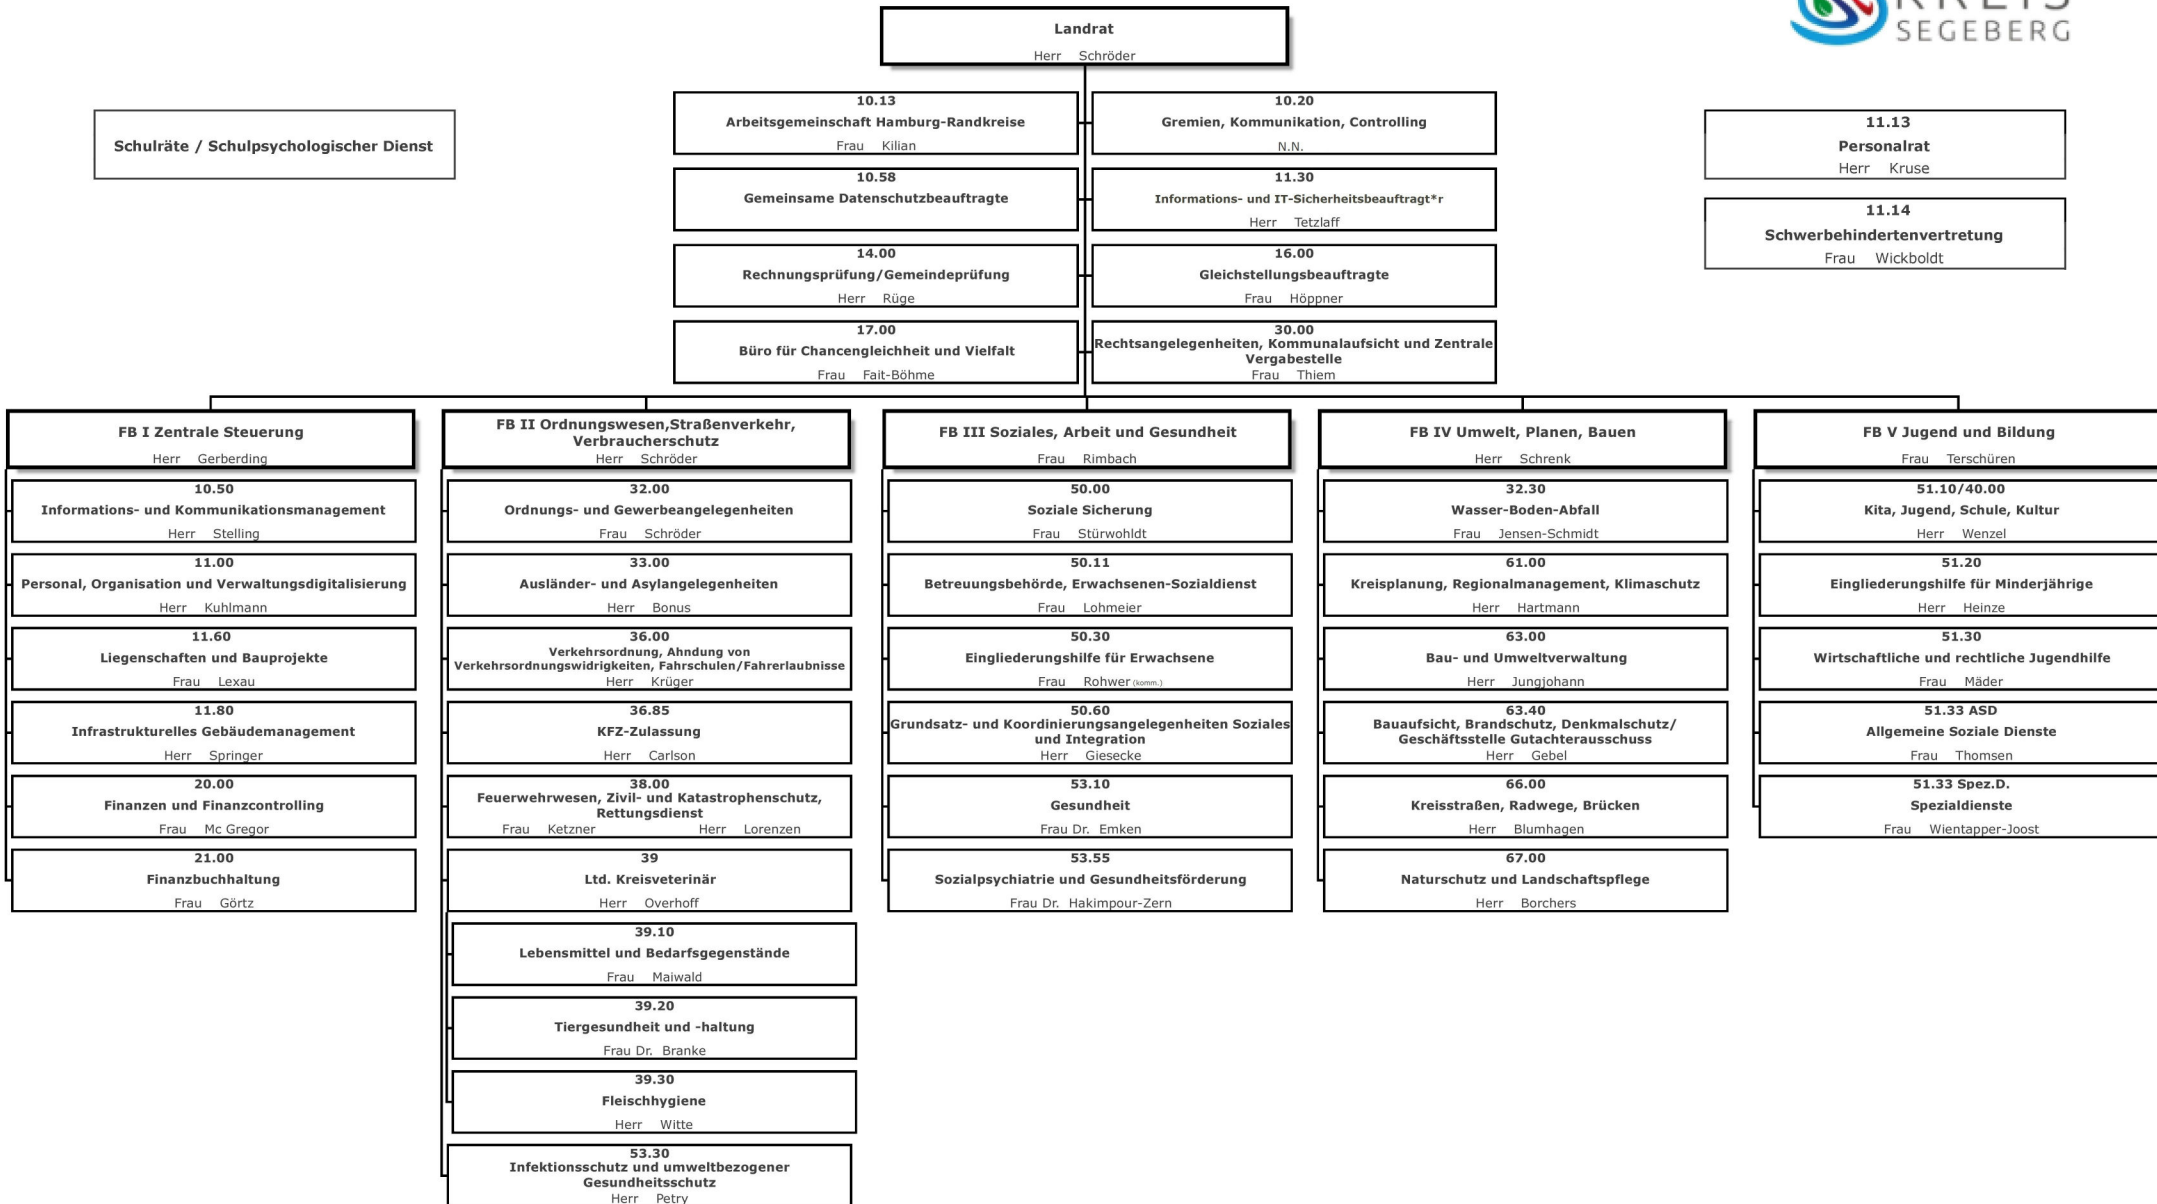 KREIS
SEGEBERG
Landrat
Herr Schröder
Schulräte / Schulpsychologischer Dienst
10.13
Arbeitsgemeinschaft Hamburg-Randkreise
Frau Kilian
10.20
Gremien, Kommunikation, Controlling
N.N.
11.13
Personalrat
Herr Kruse
10.58
Gemeinsame Datenschutzbeauftragte
11.30
Informations- und IT-Sicherheitsbeauftragt*r
Herr Tetzlaff
11.14
Schwerbehindertenvertretung
Frau Wickboldt
14.00
Rechnungsprüfung/Gemeindeprüfung
Herr Rüge
16.00
Gleichstellungsbeauftragte
Frau Höppner
17.00
Büro für Chancengleichheit und Vielfalt
Frau Fait-Böhme
30.00
Rechtsangelegenheiten, Kommunalaufsicht und Zentrale
Vergabestelle
Frau Thiem
FB I Zentrale Steuerung
Herr Gerberding
10.50
Informations- und Kommunikationsmanagement
Herr Stelling
11.00
Personal, Organisation und Verwaltungsdigitalisierung
Herr Kuhlmann
11.60
Liegenschaften und Bauprojekte
Frau Lexau
11.80
Infrastrukturelles Gebäudemanagement
Herr Springer
20.00
Finanzen und Finanzcontrolling
Frau Mc Gregor
21.00
Finanzbuchhaltung
Frau Görtz
FB II Ordnungswesen,Straßenverkehr,
Verbraucherschutz
Herr Schröder
32.00
Ordnungs- und Gewerbeangelegenheiten
Frau Schröder
33.00
Ausländer- und Asylangelegenheiten
Herr Bonus
36.00
Verkehrsordnung, Ahndung von
Verkehrsordnungswidrigkeiten, Fahrschulen/Fahrerlaubnisse
Herr Krüger
36.85
KFZ-Zulassung
Herr Carlson
38.00
Feuerwehrwesen, Zivil- und Katastrophenschutz,
Rettungsdienst
Frau Ketzner Herr Lorenzen
39
Ltd. Kreisveterinär
Herr Overhoff
39.10
Lebensmittel und Bedarfsgegenstände
Frau Maiwald
39.20
Tiergesundheit und -haltung
Frau Dr. Branke
39.30
Fleischhygiene
Herr Witte
53.30
Infektionsschutz und umweltbezogener
Gesundheitsschutz
Herr Petry
FB III Soziales, Arbeit und Gesundheit
Frau Rimbach
50.00
Soziale Sicherung
Frau Stürwohldt
50.11
Betreuungsbehörde, Erwachsenen-Sozialdienst
Frau Lohmeier
50.30
Eingliederungshilfe für Erwachsene
Frau Rohwer (komm.)
50.60
Grundsatz- und Koordinierungsangelegenheiten Soziales
und Integration
Herr Giesecke
53.10
Gesundheit
Frau Dr. Emken
53.55
Sozialpsychiatrie und Gesundheitsförderung
Frau Dr. Hakimpour-Zern
FB IV Umwelt, Planen, Bauen
Herr Schrenk
32.30
Wasser-Boden-Abfall
Frau Jensen-Schmidt
61.00
Kreisplanung, Regionalmanagement, Klimaschutz
Herr Hartmann
63.00
Bau- und Umweltverwaltung
Herr Jungjohann
63.40
Bauaufsicht, Brandschutz, Denkmalschutz/
Geschäftsstelle Gutachterausschuss
Herr Gebel
66.00
Kreisstraßen, Radwege, Brücken
Herr Blumhagen
67.00
Naturschutz und Landschaftspflege
Herr Borchers
FB V Jugend und Bildung
Frau Terschüren
51.10/40.00
Kita, Jugend, Schule, Kultur
Herr Wenzel
51.20
Eingliederungshilfe für Minderjährige
Herr Heinze
51.30
Wirtschaftliche und rechtliche Jugendhilfe
Frau Mäder
51.33 ASD
Allgemeine Soziale Dienste
Frau Thomsen
51.33 Spez.D.
Spezialdienste
Frau Wientapper-Joost